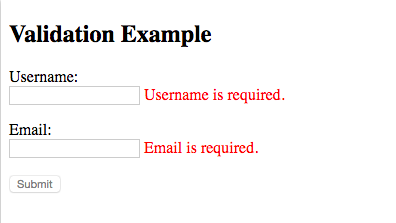 Validation Example
Username:
Username is required.
Email:
Email is required.
Submit